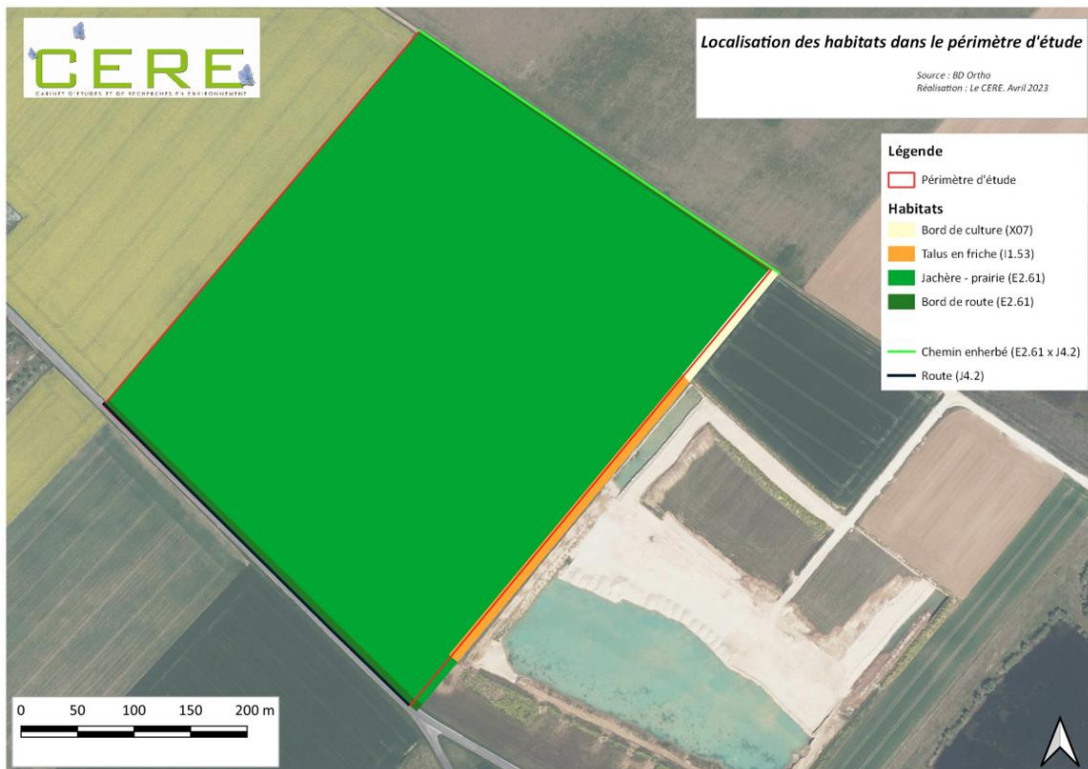 CERE
CABINET D'ÉTUDES ET DE RECHERCHES EN ENVIRONNEMENT
Localisation des habitats dans le périmètre d'étude
Source : BD Ortho
Réalisation : Le CERE. Avril 2023
Légende
Périmètre d'étude
Habitats
Bord de culture (X07)
Talus en friche (I1.53)
Jachère - prairie (E2.61)
Bord de route (E2.61)
Chemin enherbé (E2.61 x J4.2)
Route (J4.2)
0 50 100 150 200 m